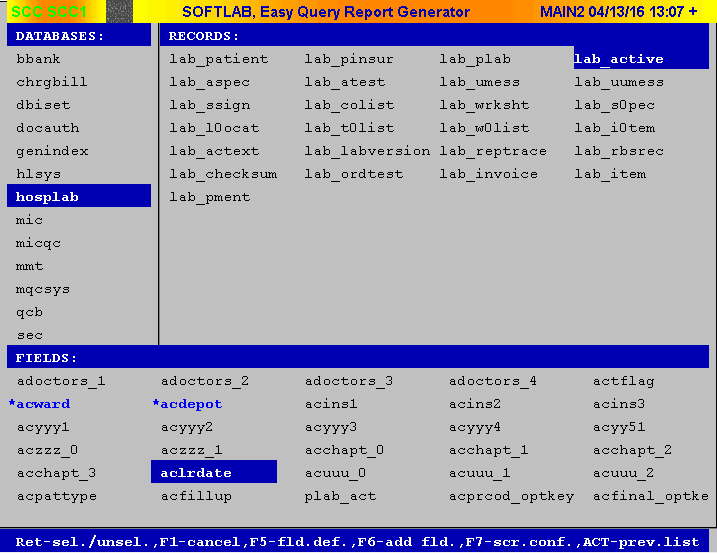 SCC SCC1 SOFTLAB, Easy Query Report Generator MAIN2 04/13/16 13:07 +
DATABASES: RECORDS:
bbank lab_patient lab_pinsur lab_plab lab_active
chrgbill lab_aspec lab_atest lab_umess lab_uumess
dbiset lab_ssign lab_colist lab_wrksht lab_s0pec
docauth lab_l0ocat lab_t0list lab_w0list lab_i0tem
genindex lab_actext lab_labversion lab_reptrace lab_rbsrec
hlsys lab_checksum lab_ordtest lab_invoice lab_item
hosplab lab_pment
mic
micqc
mmt
mqcsys
qcb
sec
FIELDS:
adoctors_1 adoctors_2 adoctors_3 adoctors_4 actflag
*acward *acdepot acins1 acins2 acins3
acyyy1 acyyy2 acyyy3 acyyy4 acyy51
aczzz_0 aczzz_1 acchapt_0 acchapt_1 acchapt_2
acchapt_3 aclrdate acuuu_0 acuuu_1 acuuu_2
acpattype acfillup plab_act acprcod_optkey acfinal_optke
Ret-sel./unsel.,F1-cancel,F5-fld.def.,F6-add fld.,F7-scr.conf.,ACT-prev.list